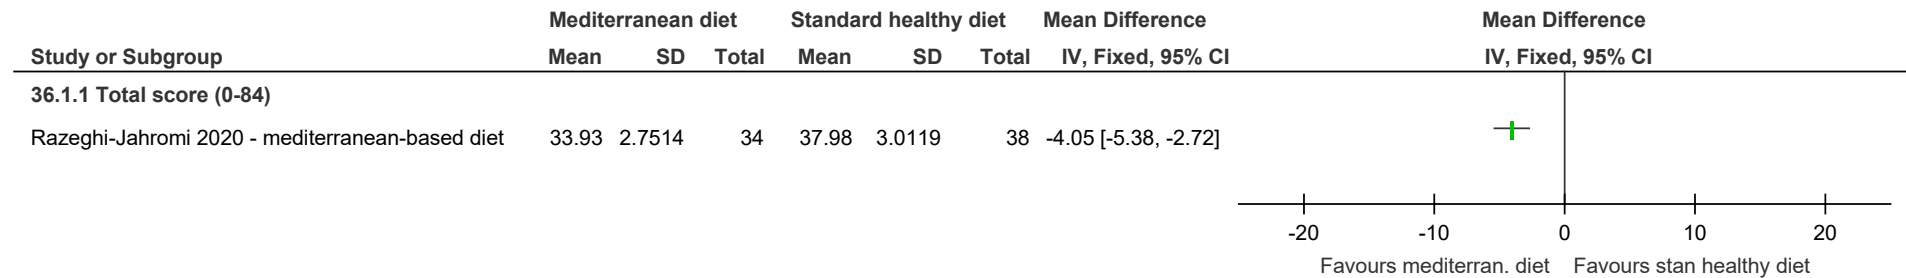 Mediterranean diet Standard healthy diet Mean Difference Mean Difference
Study or Subgroup Mean SD Total Mean SD Total IV, Fixed, 95% CI IV, Fixed, 95% CI
36.1.1 Total score (0-84)
Razeghi-Jahromi 2020 - mediterranean-based diet 33.93 2.7514 34 37.98 3.0119 38 -4.05 [-5.38, -2.72]
-20 -10 0 10 20
Favours mediterran. diet Favours stan healthy diet